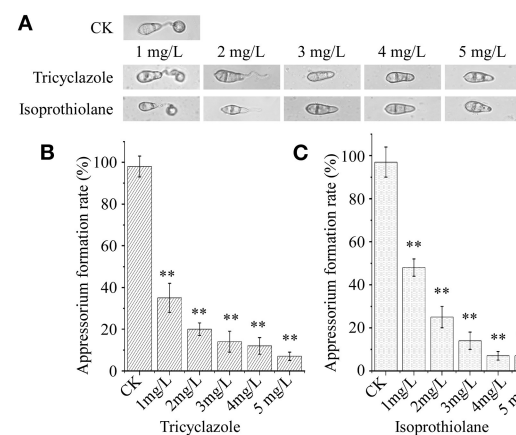 A
CK
1 mg/L 2 mg/L 3 mg/L 4 mg/L 5 mg/L
Tricyclazole
Isoprothiolane
B
Appressorium formation rate (%)
100
80
60
40
20
0
**
**
**
**
**
CK 1mg/L 2mg/L 3mg/L 4mg/L 5 mg/L
Tricyclazole
C
Appressorium formation rate (%)
100
80
60
40
20
0
**
**
**
**
CK 1mg/L 2mg/L 3mg/L 4mg/L 5 m
Isoprothiolane